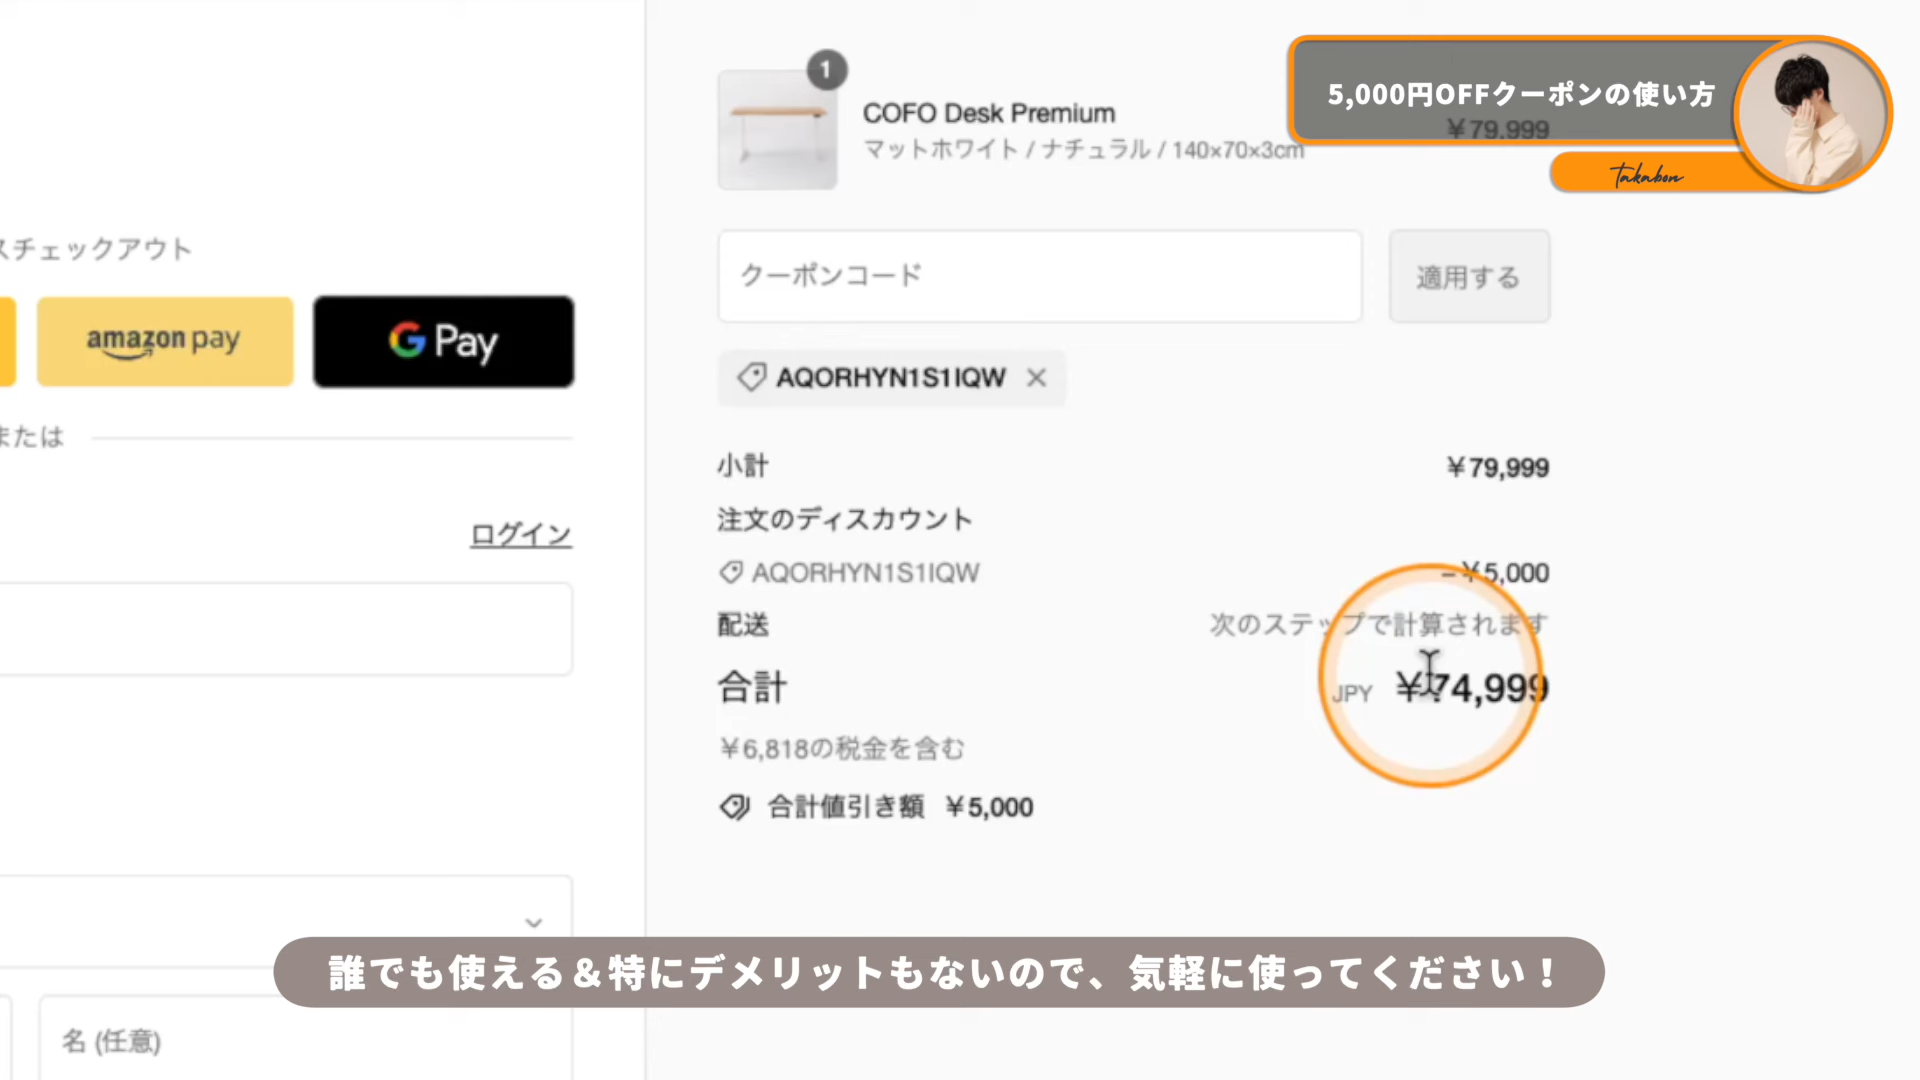 5,000円OFFクーポンの使い方
Takabon
1
COFO Desk Premium
マットホワイト / ナチュラル / 140×70×3cm
￥79,999
クーポンコード
適用する
AQORHYN1S1IQW
小計
￥79,999
注文のディスカウント
AQORHYN1S1IQW
−￥5,000
配送
次のステップで計算されます
合計
JPY ￥74,999
￥6,818の税金を含む
合計値引き額 ￥5,000
スチェックアウト
amazon pay
G Pay
または
ログイン
名 (任意)
誰でも使える＆特にデメリットもないので、気軽に使ってください！